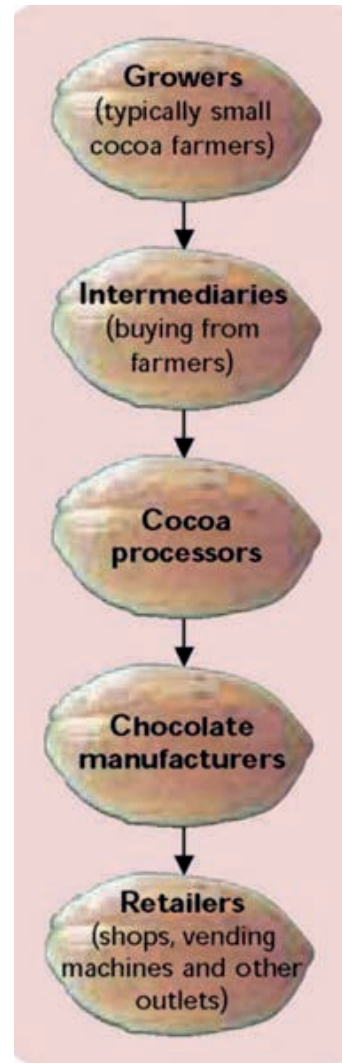 Growers
(typically small
cocoa farmers)
Intermediaries
(buying from
farmers)
Cocoa
processors
Chocolate
manufacturers
Retailers
(shops, vending
machines and other
outlets)